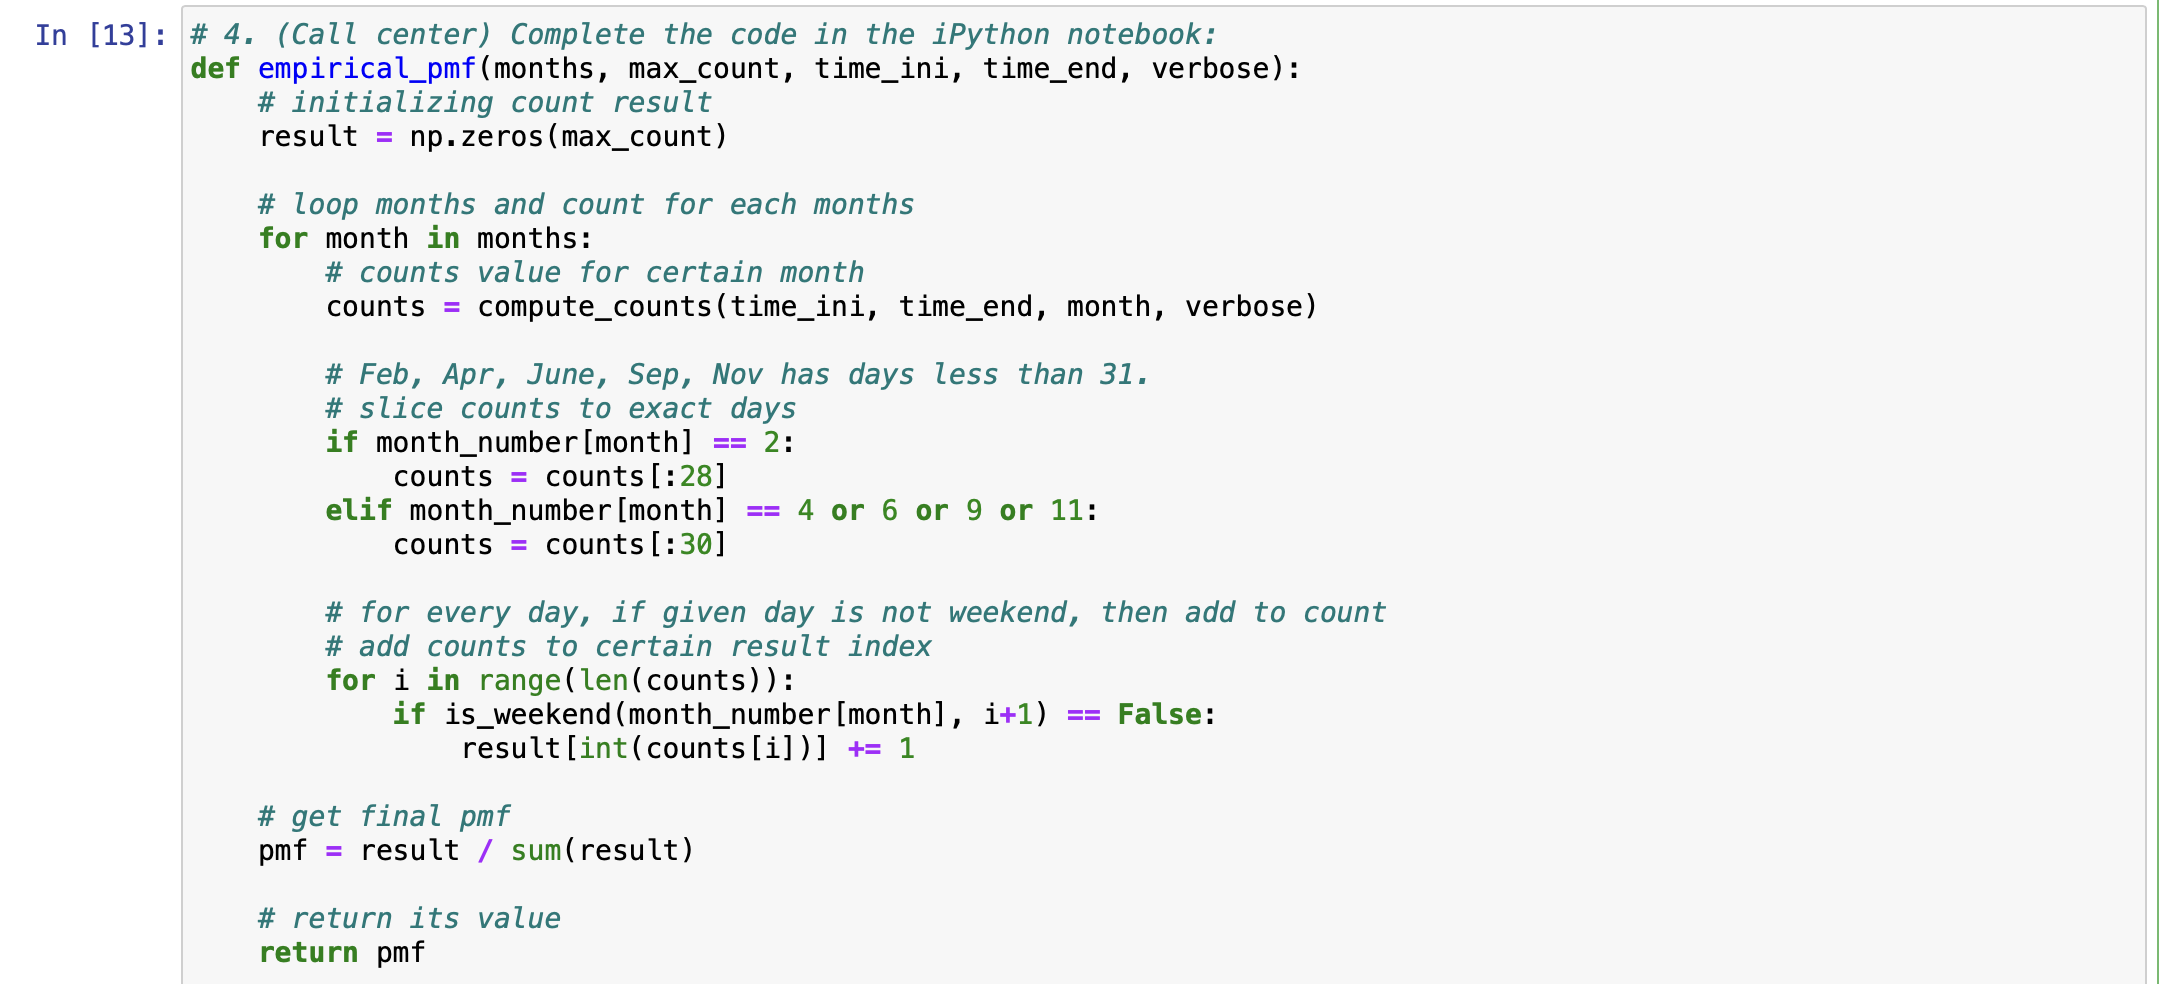 In [13]: # 4. (Call center) Complete the code in the iPython notebook:
def empirical_pmf(months, max_count, time_ini, time_end, verbose):
    # initializing count result
    result = np.zeros(max_count)

    # loop months and count for each months
    for month in months:
        # counts value for certain month
        counts = compute_counts(time_ini, time_end, month, verbose)

        # Feb, Apr, June, Sep, Nov has days less than 31.
        # slice counts to exact days
        if month_number[month] == 2:
            counts = counts[:28]
        elif month_number[month] == 4 or 6 or 9 or 11:
            counts = counts[:30]

        # for every day, if given day is not weekend, then add to count
        # add counts to certain result index
        for i in range(len(counts)):
            if is_weekend(month_number[month], i+1) == False:
                result[int(counts[i])] += 1

    # get final pmf
    pmf = result / sum(result)

    # return its value
    return pmf